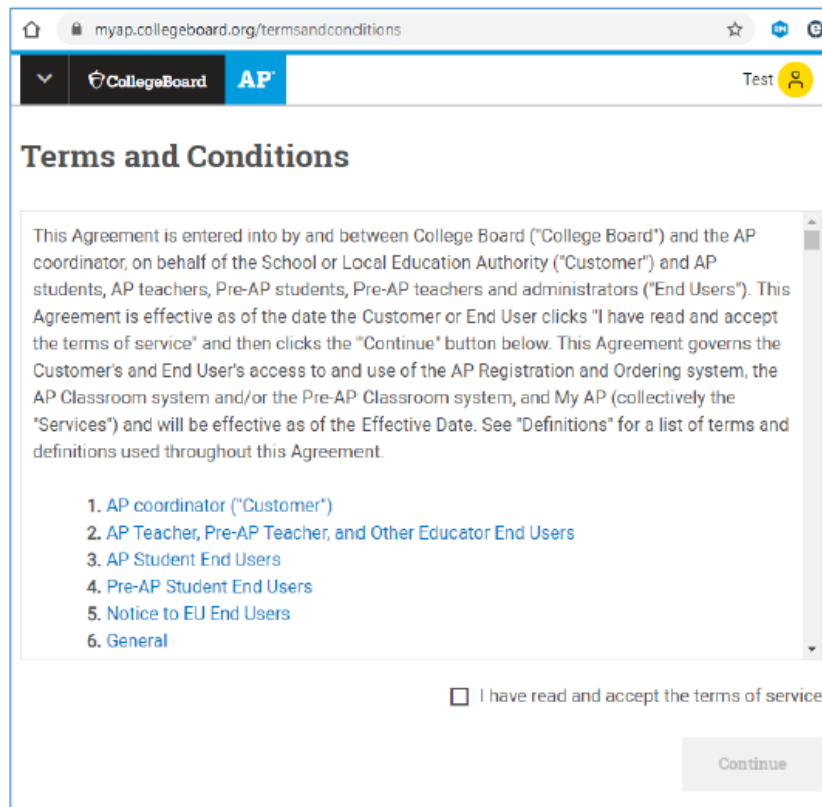 myap.collegeboard.org/termsandconditions
CollegeBoard AP Test
Terms and Conditions
This Agreement is entered into by and between College Board ("College Board") and the AP
coordinator, on behalf of the School or Local Education Authority ("Customer") and AP
students, AP teachers, Pre-AP students, Pre-AP teachers and administrators ("End Users"). This
Agreement is effective as of the date the Customer or End User clicks "I have read and accept
the terms of service" and then clicks the "'Continue" button below. This Agreement governs the
Customer's and End User's access to and use of the AP Registration and Ordering system, the
AP Classroom system and/or the Pre-AP Classroom system, and My AP (collectively the
"Services") and will be effective as of the Effective Date. See "Definitions" for a list of terms and
definitions used throughout this Agreement.
1. AP coordinator ("Customer")
2. AP Teacher, Pre-AP Teacher, and Other Educator End Users
3. AP Student End Users
4. Pre-AP Student End Users
5. Notice to EU End Users
6. General
I have read and accept the terms of service
Continue